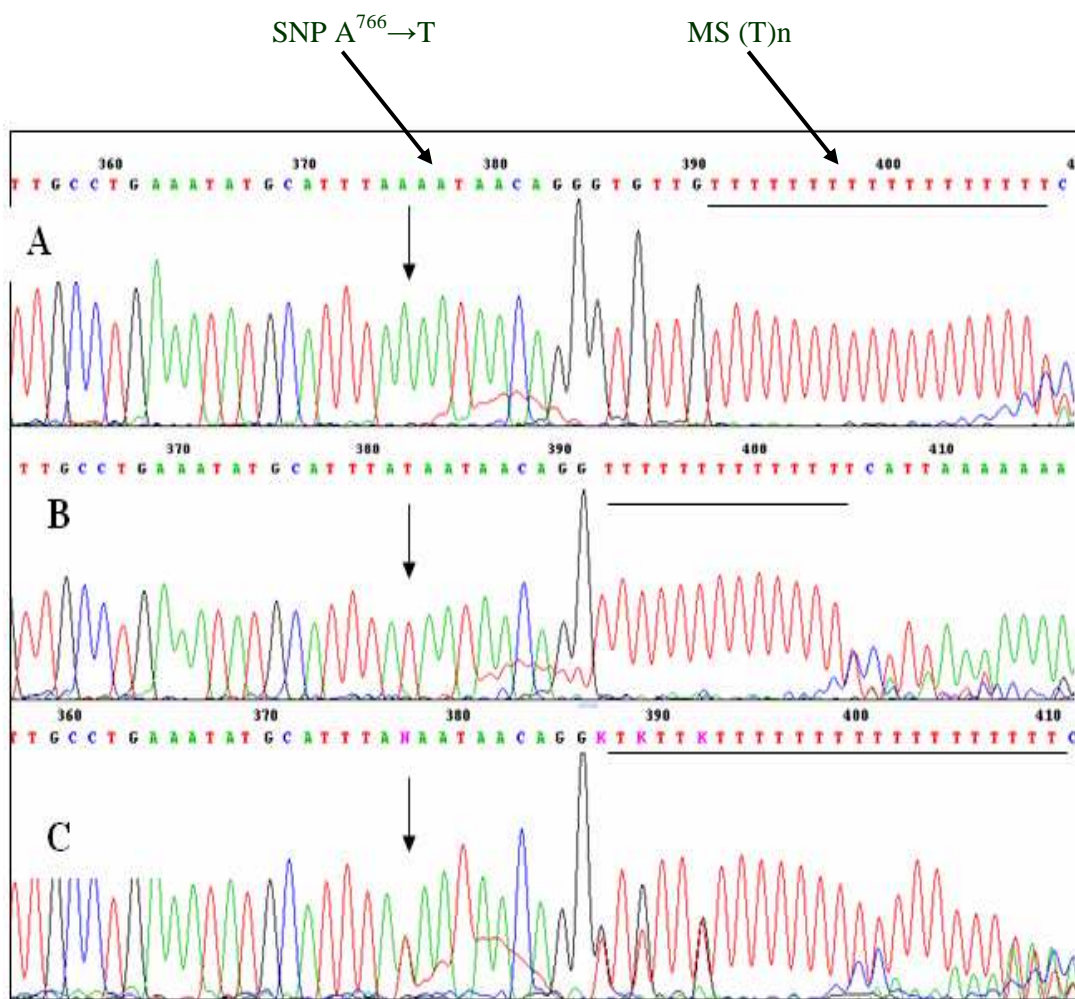 SNP A⁷⁶⁶→T MS (T)n
360 370 380 390 400
T T G C C T G A A A T A T G C A T T T A A A A T A A C A G G G T G T T G T T T T T T T T T T T T T T T T T T C
A
370 380 390 400 410
T T G C C T G A A A T A T G C A T T T A T A A T A A C A G G T T T T T T T T T T T T T C A T T A A A A A A A
B
360 370 380 390 400 410
T T G C C T G A A A T A T G C A T T T A N A A T A A C A G G K T K T T K T T T T T T T T T T T T T T T T T T C
C